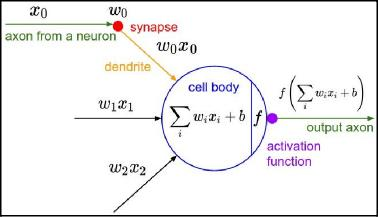 x₀ w₀
axon from a neuron synapse
w₀x₀
dendrite
cell body
f(∑ᵢ wᵢxᵢ + b)
w₁x₁
∑ᵢ wᵢxᵢ + b f
output axon
activation
function
w₂x₂